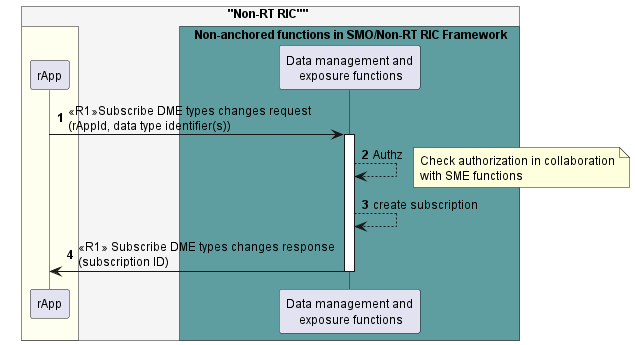 "Non-RT RIC""
Non-anchored functions in SMO/Non-RT RIC Framework
rApp
Data management and
exposure functions
1
«R1»Subscribe DME types changes request
(rAppId, data type identifier(s))
2 Authz
Check authorization in collaboration
with SME functions
3 create subscription
4
«R1» Subscribe DME types changes response
(subscription ID)
rApp
Data management and
exposure functions